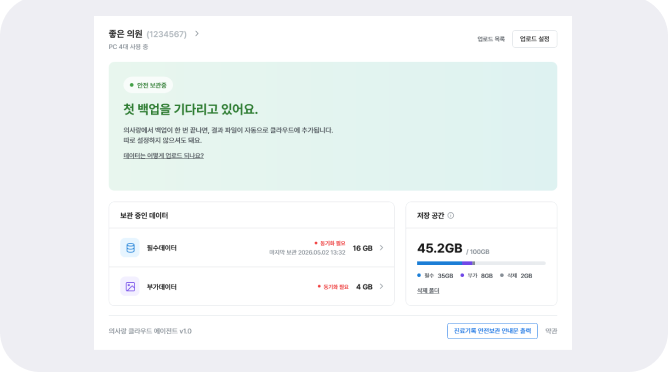 좋은 의원 (1234567)
PC 4대 사용 중
업로드 목록
업로드 설정
안전 보관중
첫 백업을 기다리고 있어요.
의사랑에서 백업이 한 번 끝나면, 결과 파일이 자동으로 클라우드에 추가됩니다.
따로 설정하지 않으셔도 돼요.
데이터는 어떻게 업로드 되나요?
보관 중인 데이터
필수데이터
동기화 필요
마지막 보관 2026.05.02 13:32
16 GB
부가데이터
동기화 필요
4 GB
저장 공간
45.2GB / 100GB
필수 35GB 부가 8GB 삭제 2GB
삭제 폴더
의사랑 클라우드 에이전트 v1.0
진료기록 안전보관 안내문 출력
약관